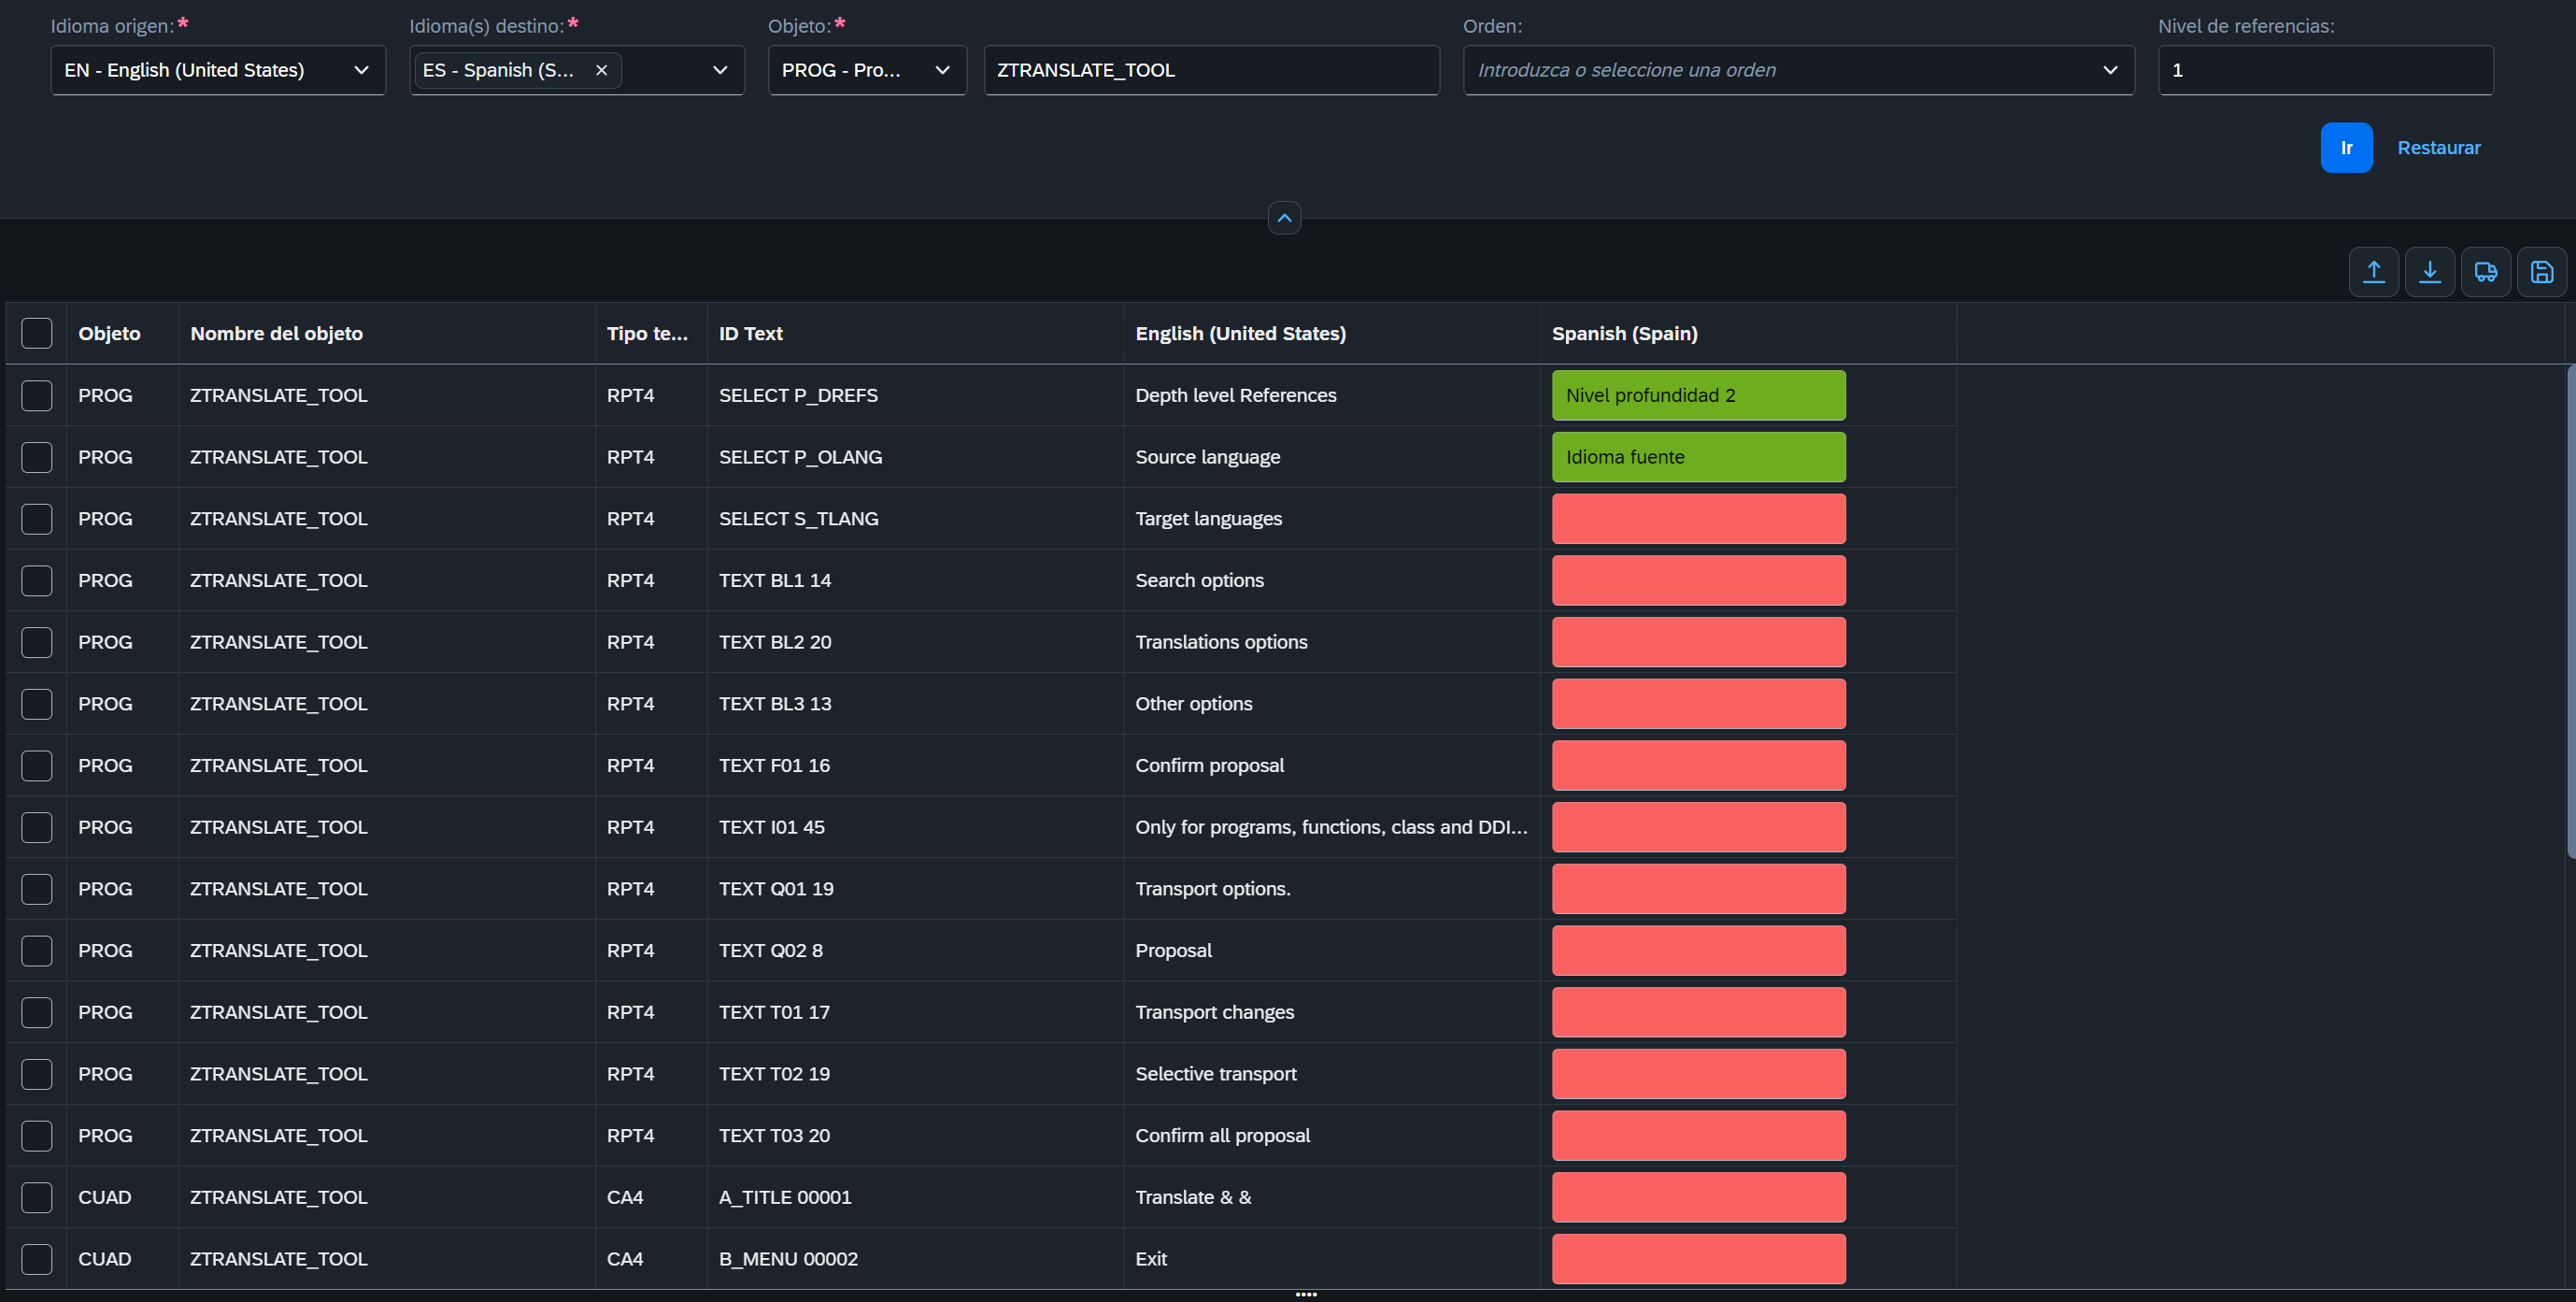 Idioma origen:* Idioma(s) destino:* Objeto:* Orden: Nivel de referencias:
EN - English (United States) ES - Spanish (S... PROG - Pro... ZTRANSLATE_TOOL Introduzca o seleccione una orden 1
Ir Restaurar
Objeto Nombre del objeto Tipo te... ID Text English (United States) Spanish (Spain)
PROG ZTRANSLATE_TOOL RPT4 SELECT P_DREFS Depth level References Nivel profundidad 2
PROG ZTRANSLATE_TOOL RPT4 SELECT P_OLANG Source language Idioma fuente
PROG ZTRANSLATE_TOOL RPT4 SELECT S_TLANG Target languages
PROG ZTRANSLATE_TOOL RPT4 TEXT BL1 14 Search options
PROG ZTRANSLATE_TOOL RPT4 TEXT BL2 20 Translations options
PROG ZTRANSLATE_TOOL RPT4 TEXT BL3 13 Other options
PROG ZTRANSLATE_TOOL RPT4 TEXT F01 16 Confirm proposal
PROG ZTRANSLATE_TOOL RPT4 TEXT I01 45 Only for programs, functions, class and DDI...
PROG ZTRANSLATE_TOOL RPT4 TEXT Q01 19 Transport options.
PROG ZTRANSLATE_TOOL RPT4 TEXT Q02 8 Proposal
PROG ZTRANSLATE_TOOL RPT4 TEXT T01 17 Transport changes
PROG ZTRANSLATE_TOOL RPT4 TEXT T02 19 Selective transport
PROG ZTRANSLATE_TOOL RPT4 TEXT T03 20 Confirm all proposal
CUAD ZTRANSLATE_TOOL CA4 A_TITLE 00001 Translate & &
CUAD ZTRANSLATE_TOOL CA4 B_MENU 00002 Exit